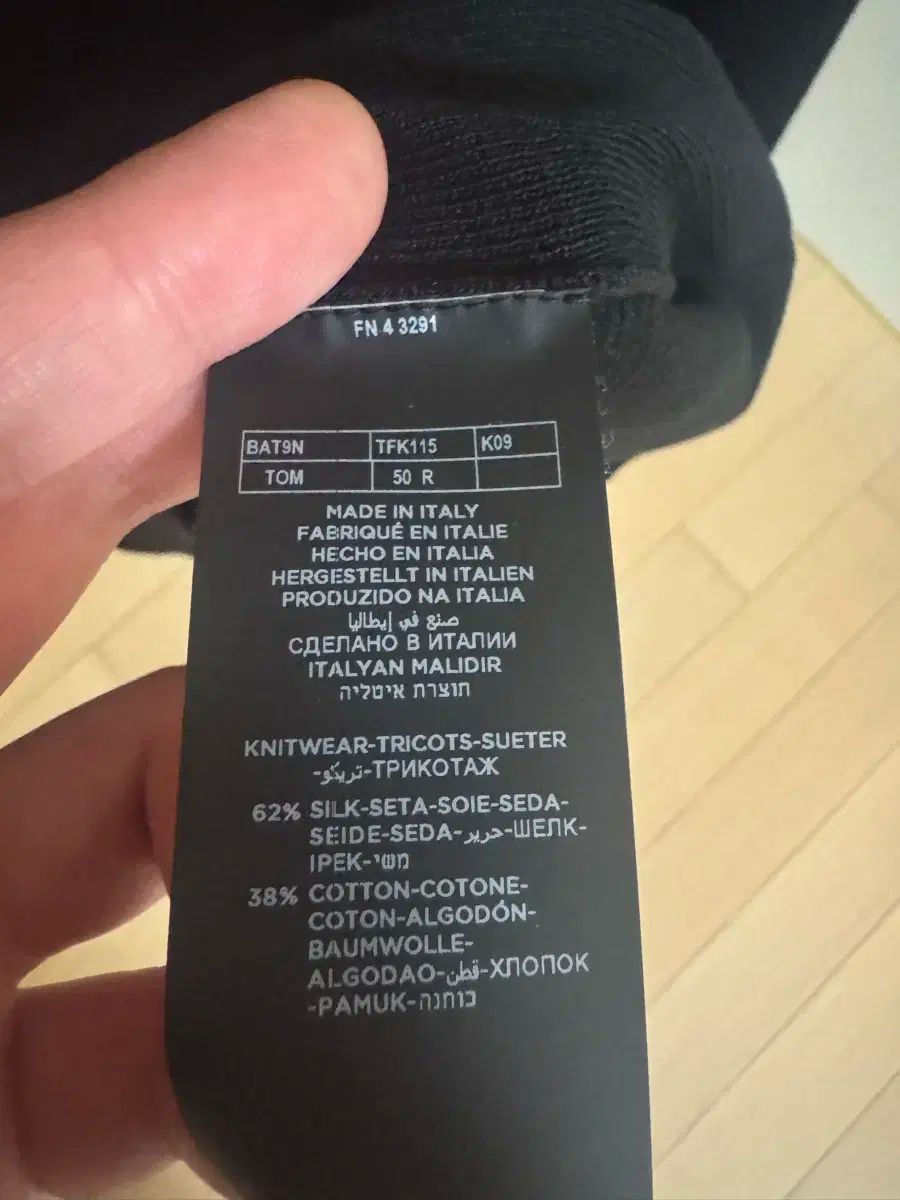 FN 4 3291
BAT9N TFK115 K09
TOM 50 R
MADE IN ITALY
FABRIQUÉ EN ITALIE
HECHO EN ITALIA
HERGESTELLT IN ITALIEN
PRODUZIDO NA ITALIA
صنع في إيطاليا
СДЕЛАНО В ИТАЛИИ
ITALYAN MALIDIR
תוצרת איטליה
KNITWEAR-TRICOTS-SUETER
-تريكو-ТРИКОТАЖ
62% SILK-SETA-SOIE-SEDA-
SEIDE-SEDA-حرير-ШЕЛК-
IPEK-משי
38% COTTON-COTONE-
COTON-ALGODÓN-
BAUMWOLLE-
ALGODAO-قطن-ХЛОПОК
-PAMUK-כותנה